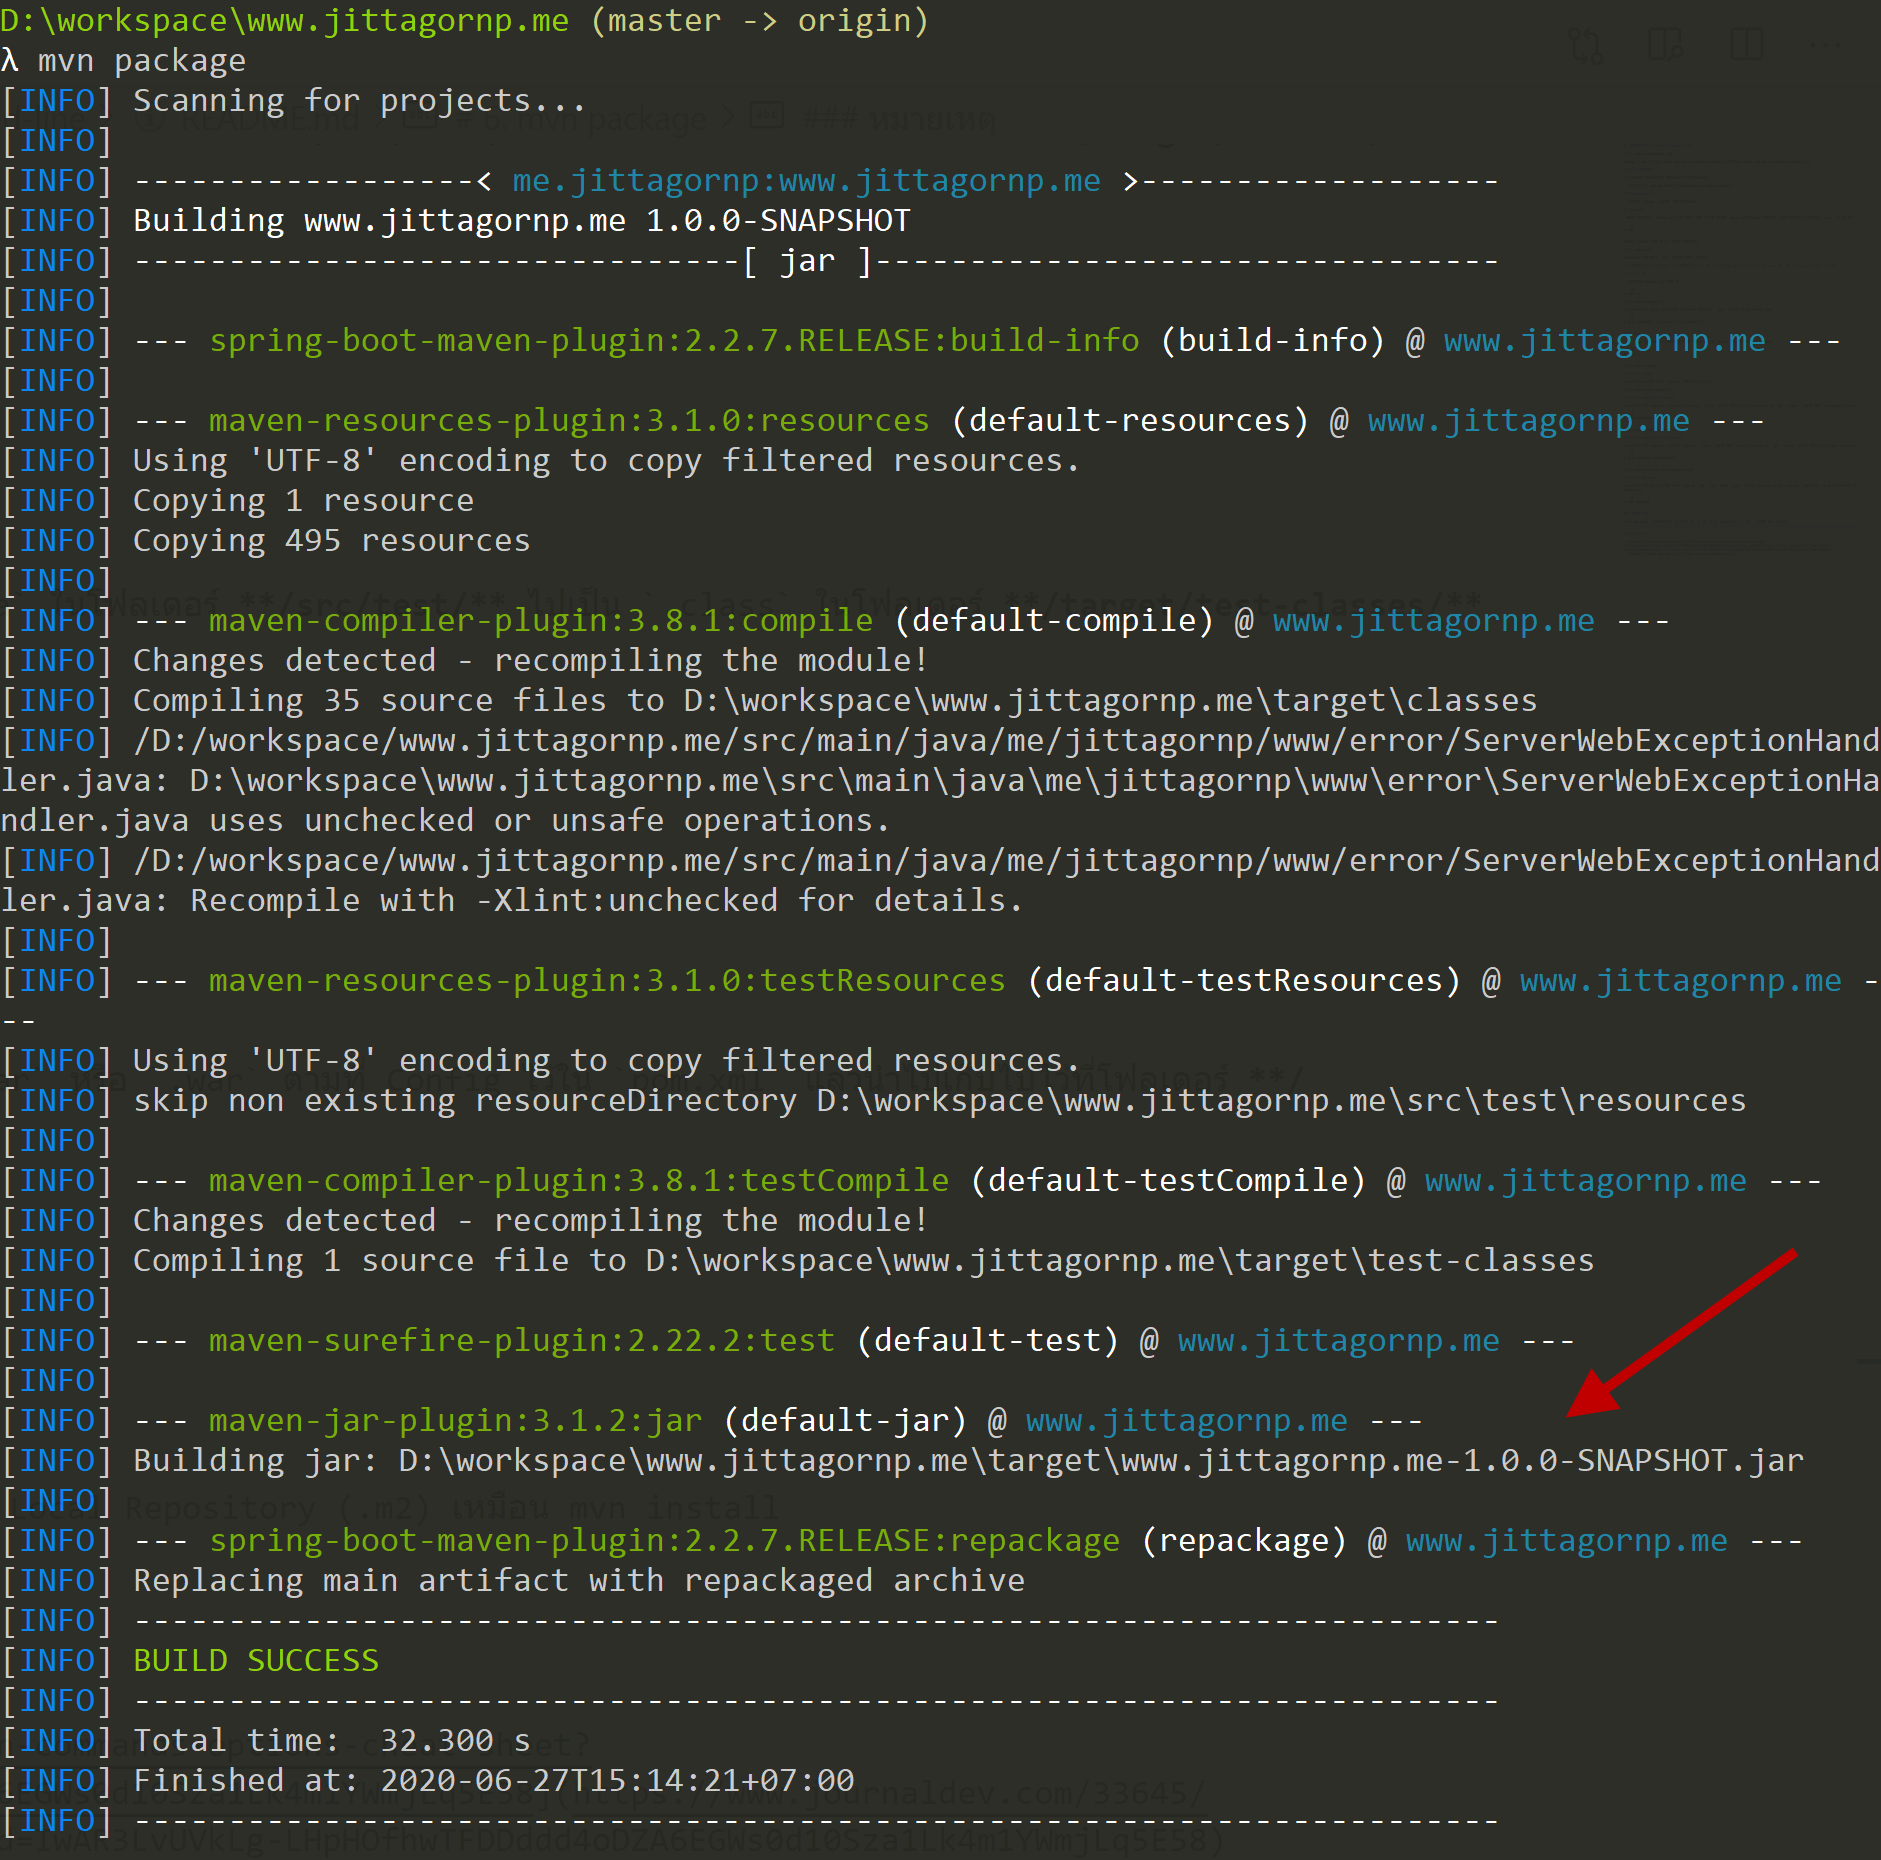 D:\workspace\www.jittagornp.me (master -> origin)
λ mvn package
[INFO] Scanning for projects...
[INFO]
[INFO] ------------------< me.jittagornp:www.jittagornp.me >-------------------
[INFO] Building www.jittagornp.me 1.0.0-SNAPSHOT
[INFO] --------------------------------[ jar ]---------------------------------
[INFO]
[INFO] --- spring-boot-maven-plugin:2.2.7.RELEASE:build-info (build-info) @ www.jittagornp.me ---
[INFO]
[INFO] --- maven-resources-plugin:3.1.0:resources (default-resources) @ www.jittagornp.me ---
[INFO] Using 'UTF-8' encoding to copy filtered resources.
[INFO] Copying 1 resource
[INFO] Copying 495 resources
[INFO]
[INFO] --- maven-compiler-plugin:3.8.1:compile (default-compile) @ www.jittagornp.me ---
[INFO] Changes detected - recompiling the module!
[INFO] Compiling 35 source files to D:\workspace\www.jittagornp.me\target\classes
[INFO] /D:/workspace/www.jittagornp.me/src/main/java/me/jittagornp/www/error/ServerWebExceptionHand
ler.java: D:\workspace\www.jittagornp.me\src\main\java\me\jittagornp\www\error\ServerWebExceptionHa
ndler.java uses unchecked or unsafe operations.
[INFO] /D:/workspace/www.jittagornp.me/src/main/java/me/jittagornp/www/error/ServerWebExceptionHand
ler.java: Recompile with -Xlint:unchecked for details.
[INFO]
[INFO] --- maven-resources-plugin:3.1.0:testResources (default-testResources) @ www.jittagornp.me -
--
[INFO] Using 'UTF-8' encoding to copy filtered resources.
[INFO] skip non existing resourceDirectory D:\workspace\www.jittagornp.me\src\test\resources
[INFO]
[INFO] --- maven-compiler-plugin:3.8.1:testCompile (default-testCompile) @ www.jittagornp.me ---
[INFO] Changes detected - recompiling the module!
[INFO] Compiling 1 source file to D:\workspace\www.jittagornp.me\target\test-classes
[INFO]
[INFO] --- maven-surefire-plugin:2.22.2:test (default-test) @ www.jittagornp.me ---
[INFO]
[INFO] --- maven-jar-plugin:3.1.2:jar (default-jar) @ www.jittagornp.me ---
[INFO] Building jar: D:\workspace\www.jittagornp.me\target\www.jittagornp.me-1.0.0-SNAPSHOT.jar
[INFO]
[INFO] --- spring-boot-maven-plugin:2.2.7.RELEASE:repackage (repackage) @ www.jittagornp.me ---
[INFO] Replacing main artifact with repackaged archive
[INFO] ------------------------------------------------------------------------
[INFO] BUILD SUCCESS
[INFO] ------------------------------------------------------------------------
[INFO] Total time:  32.300 s
[INFO] Finished at: 2020-06-27T15:14:21+07:00
[INFO] ------------------------------------------------------------------------